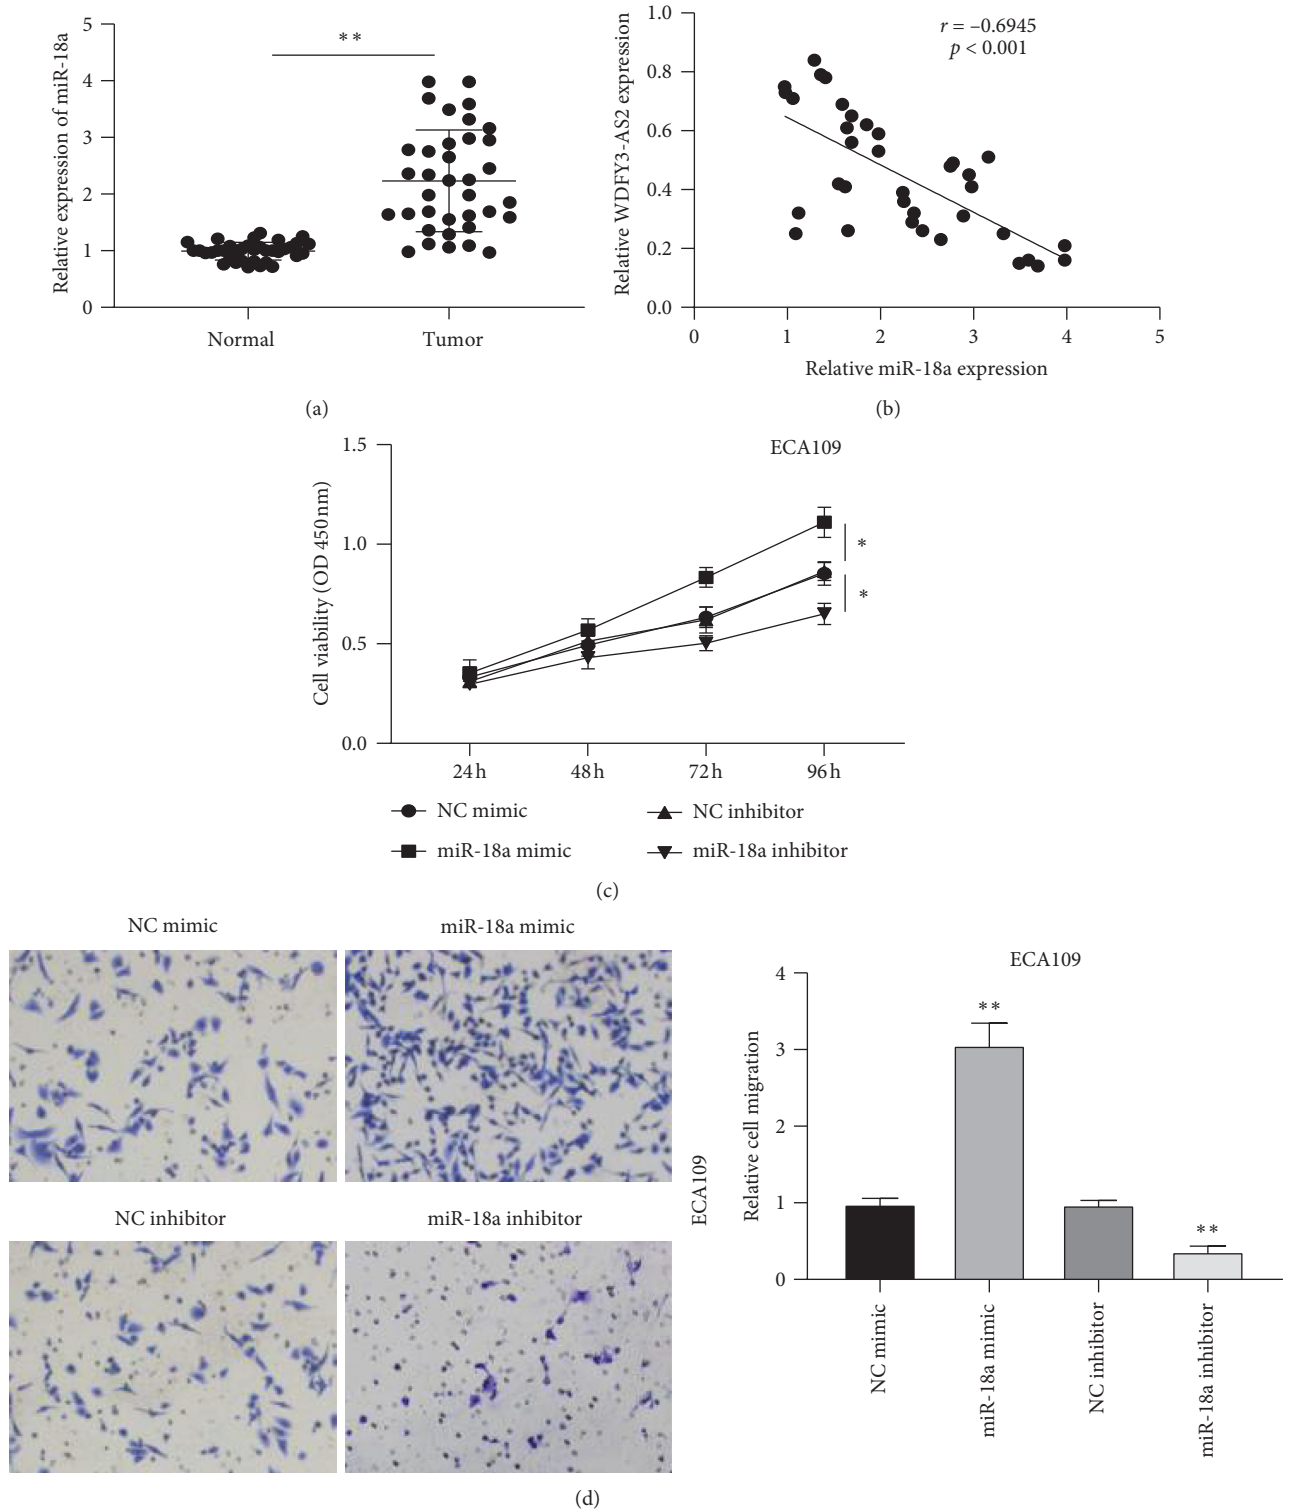 Relative expression of miR-18a
5
4
3
2
1
0
**
Normal
Tumor
(a)
Relative WDFY3-AS2 expression
1.0
0.8
0.6
0.4
0.2
0.0
r = –0.6945
p < 0.001
0 1 2 3 4 5
Relative miR-18a expression
(b)
Cell viability (OD 450 nm)
1.5
1.0
0.5
0.0
ECA109
*
*
24 h 48 h 72 h 96 h
NC mimic
NC inhibitor
miR-18a mimic
miR-18a inhibitor
(c)
NC mimic
miR-18a mimic
NC inhibitor
miR-18a inhibitor
ECA109
ECA109
Relative cell migration
4
3
2
1
0
**
**
NC mimic
miR-18a mimic
NC inhibitor
miR-18a inhibitor
(d)